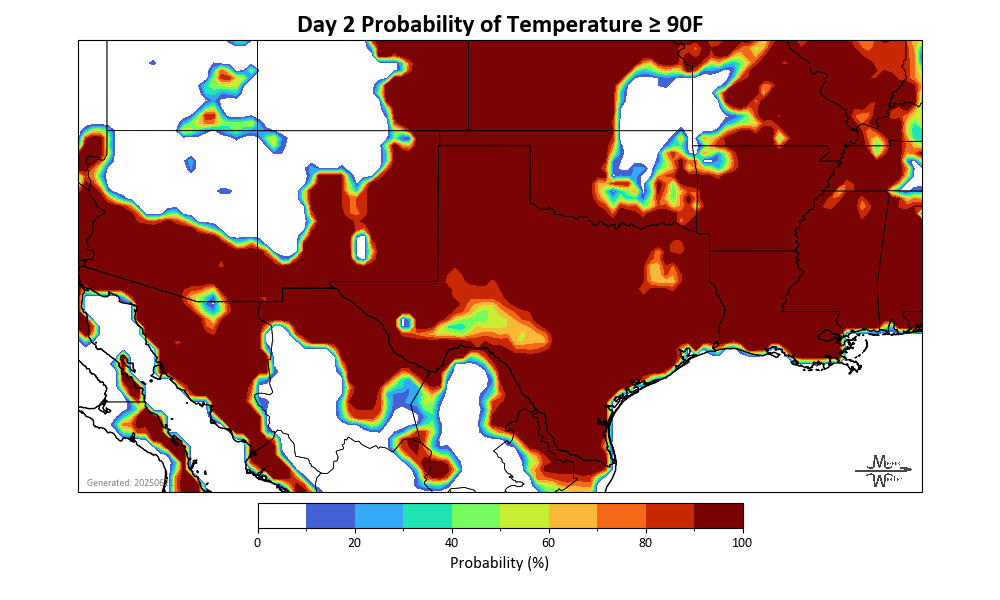 Day 2 Probability of Temperature ≥ 90F
Generated: 202506
0 20 40 60 80 100
Probability (%)